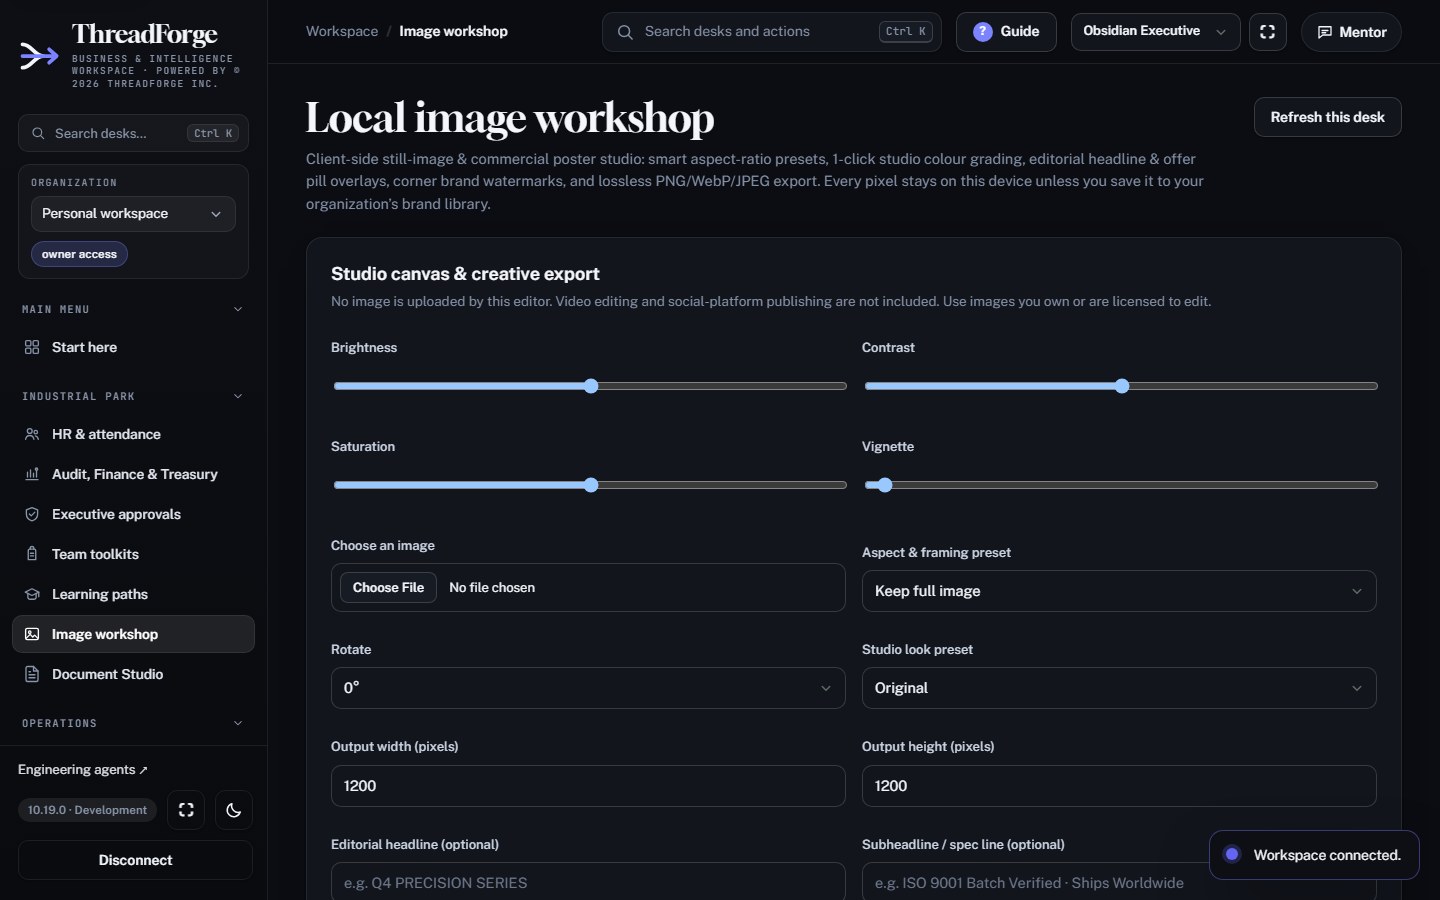 ThreadForge
BUSINESS & INTELLIGENCE
WORKSPACE · POWERED BY ©
2026 THREADFORGE INC.
Search desks...
Ctrl K
ORGANIZATION
Personal workspace
owner access
MAIN MENU
Start here
INDUSTRIAL PARK
HR & attendance
Audit, Finance & Treasury
Executive approvals
Team toolkits
Learning paths
Image workshop
Document Studio
OPERATIONS
Engineering agents ↗
10.19.0 · Development
Disconnect
Workspace / Image workshop
Search desks and actions
Ctrl K
? Guide
Obsidian Executive
Mentor
Local image workshop
Refresh this desk
Client-side still-image & commercial poster studio: smart aspect-ratio presets, 1-click studio colour grading, editorial headline & offer
pill overlays, corner brand watermarks, and lossless PNG/WebP/JPEG export. Every pixel stays on this device unless you save it to your
organization's brand library.
Studio canvas & creative export
No image is uploaded by this editor. Video editing and social-platform publishing are not included. Use images you own or are licensed to edit.
Brightness
Contrast
Saturation
Vignette
Choose an image
Choose File No file chosen
Aspect & framing preset
Keep full image
Rotate
0°
Studio look preset
Original
Output width (pixels)
1200
Output height (pixels)
1200
Editorial headline (optional)
e.g. Q4 PRECISION SERIES
Subheadline / spec line (optional)
e.g. ISO 9001 Batch Verified · Ships Worldwide
Workspace connected.